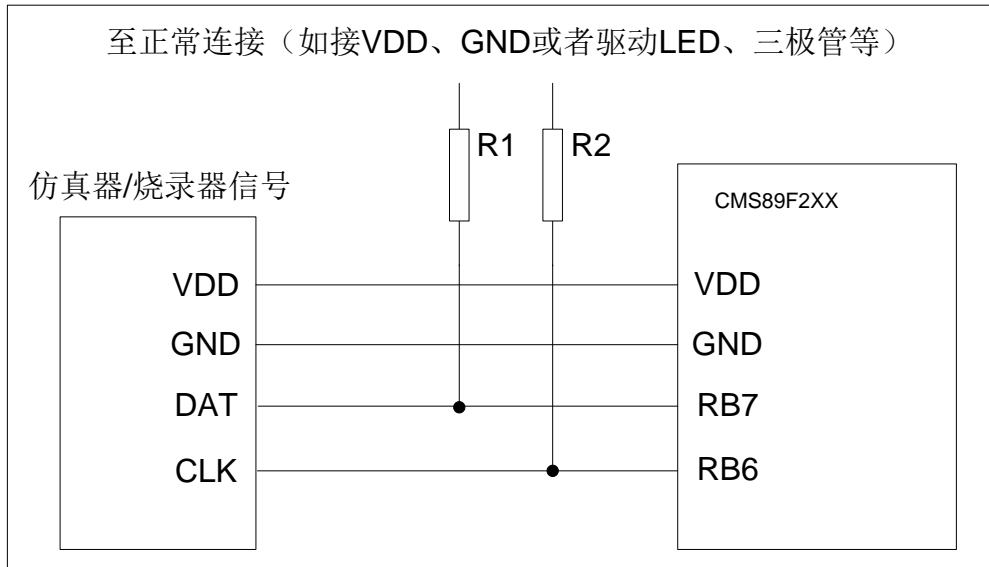 至正常连接（如接VDD、GND或者驱动LED、三极管等）
R1
R2
仿真器/烧录器信号
CMS89F2XX
VDD
VDD
GND
GND
DAT
RB7
CLK
RB6